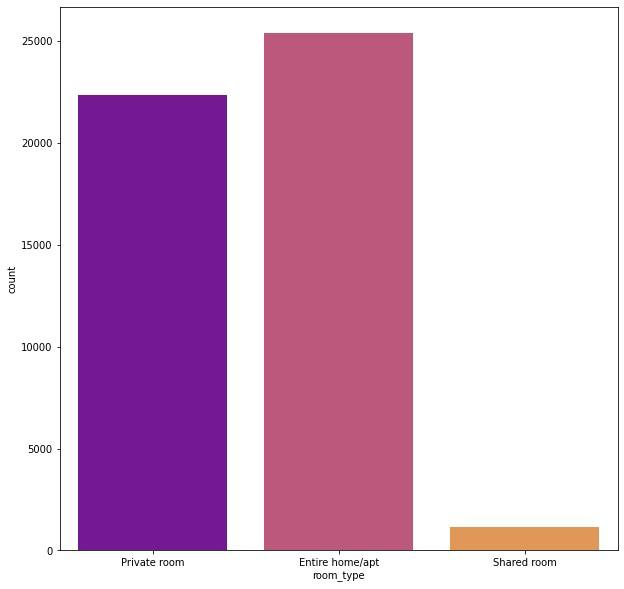 25000
20000
15000
10000
5000
0
count
Private room
Entire home/apt
Shared room
room_type